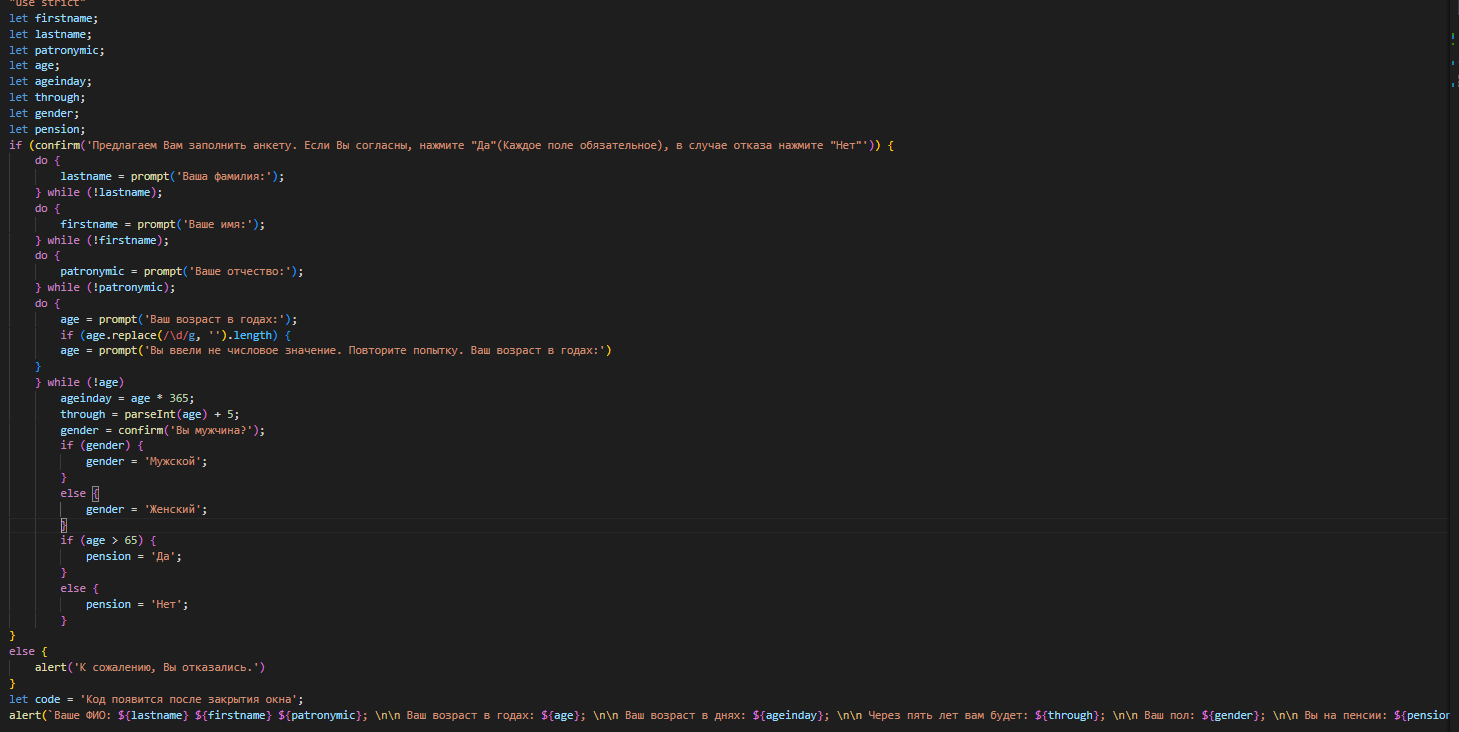 "use strict"
let firstname;
let lastname;
let patronymic;
let age;
let ageinday;
let through;
let gender;
let pension;
if (confirm('Предлагаем Вам заполнить анкету. Если Вы согласны, нажмите "Да"(Каждое поле обязательное), в случае отказа нажмите "Нет"')) {
do {
lastname = prompt('Ваша фамилия:');
} while (!lastname);
do {
firstname = prompt('Ваше имя:');
} while (!firstname);
do {
patronymic = prompt('Ваше отчество:');
} while (!patronymic);
do {
age = prompt('Ваш возраст в годах:');
if (age.replace(/\d/g, '').length) {
age = prompt('Вы ввели не числовое значение. Повторите попытку. Ваш возраст в годах:')
}
} while (!age)
ageinday = age * 365;
through = parseInt(age) + 5;
gender = confirm('Вы мужчина?');
if (gender) {
gender = 'Мужской';
}
else {
gender = 'Женский';
}
if (age > 65) {
pension = 'Да';
}
else {
pension = 'Нет';
}
}
else {
alert('К сожалению, Вы отказались.')
}
let code = 'Код появится после закрытия окна';
alert(`Ваше ФИО: ${lastname} ${firstname} ${patronymic}; \n\n Ваш возраст в годах: ${age}; \n\n Ваш возраст в днях: ${ageinday}; \n\n Через пять лет вам будет: ${through}; \n\n Ваш пол: ${gender}; \n\n Вы на пенсии: ${pension